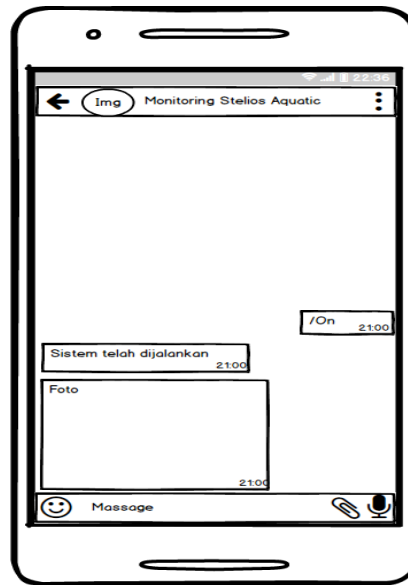 22:36
Img Monitoring Stelios Aquatic
/On
21:00
Sistem telah dijalankan
21:00
Foto
21:00
Massage